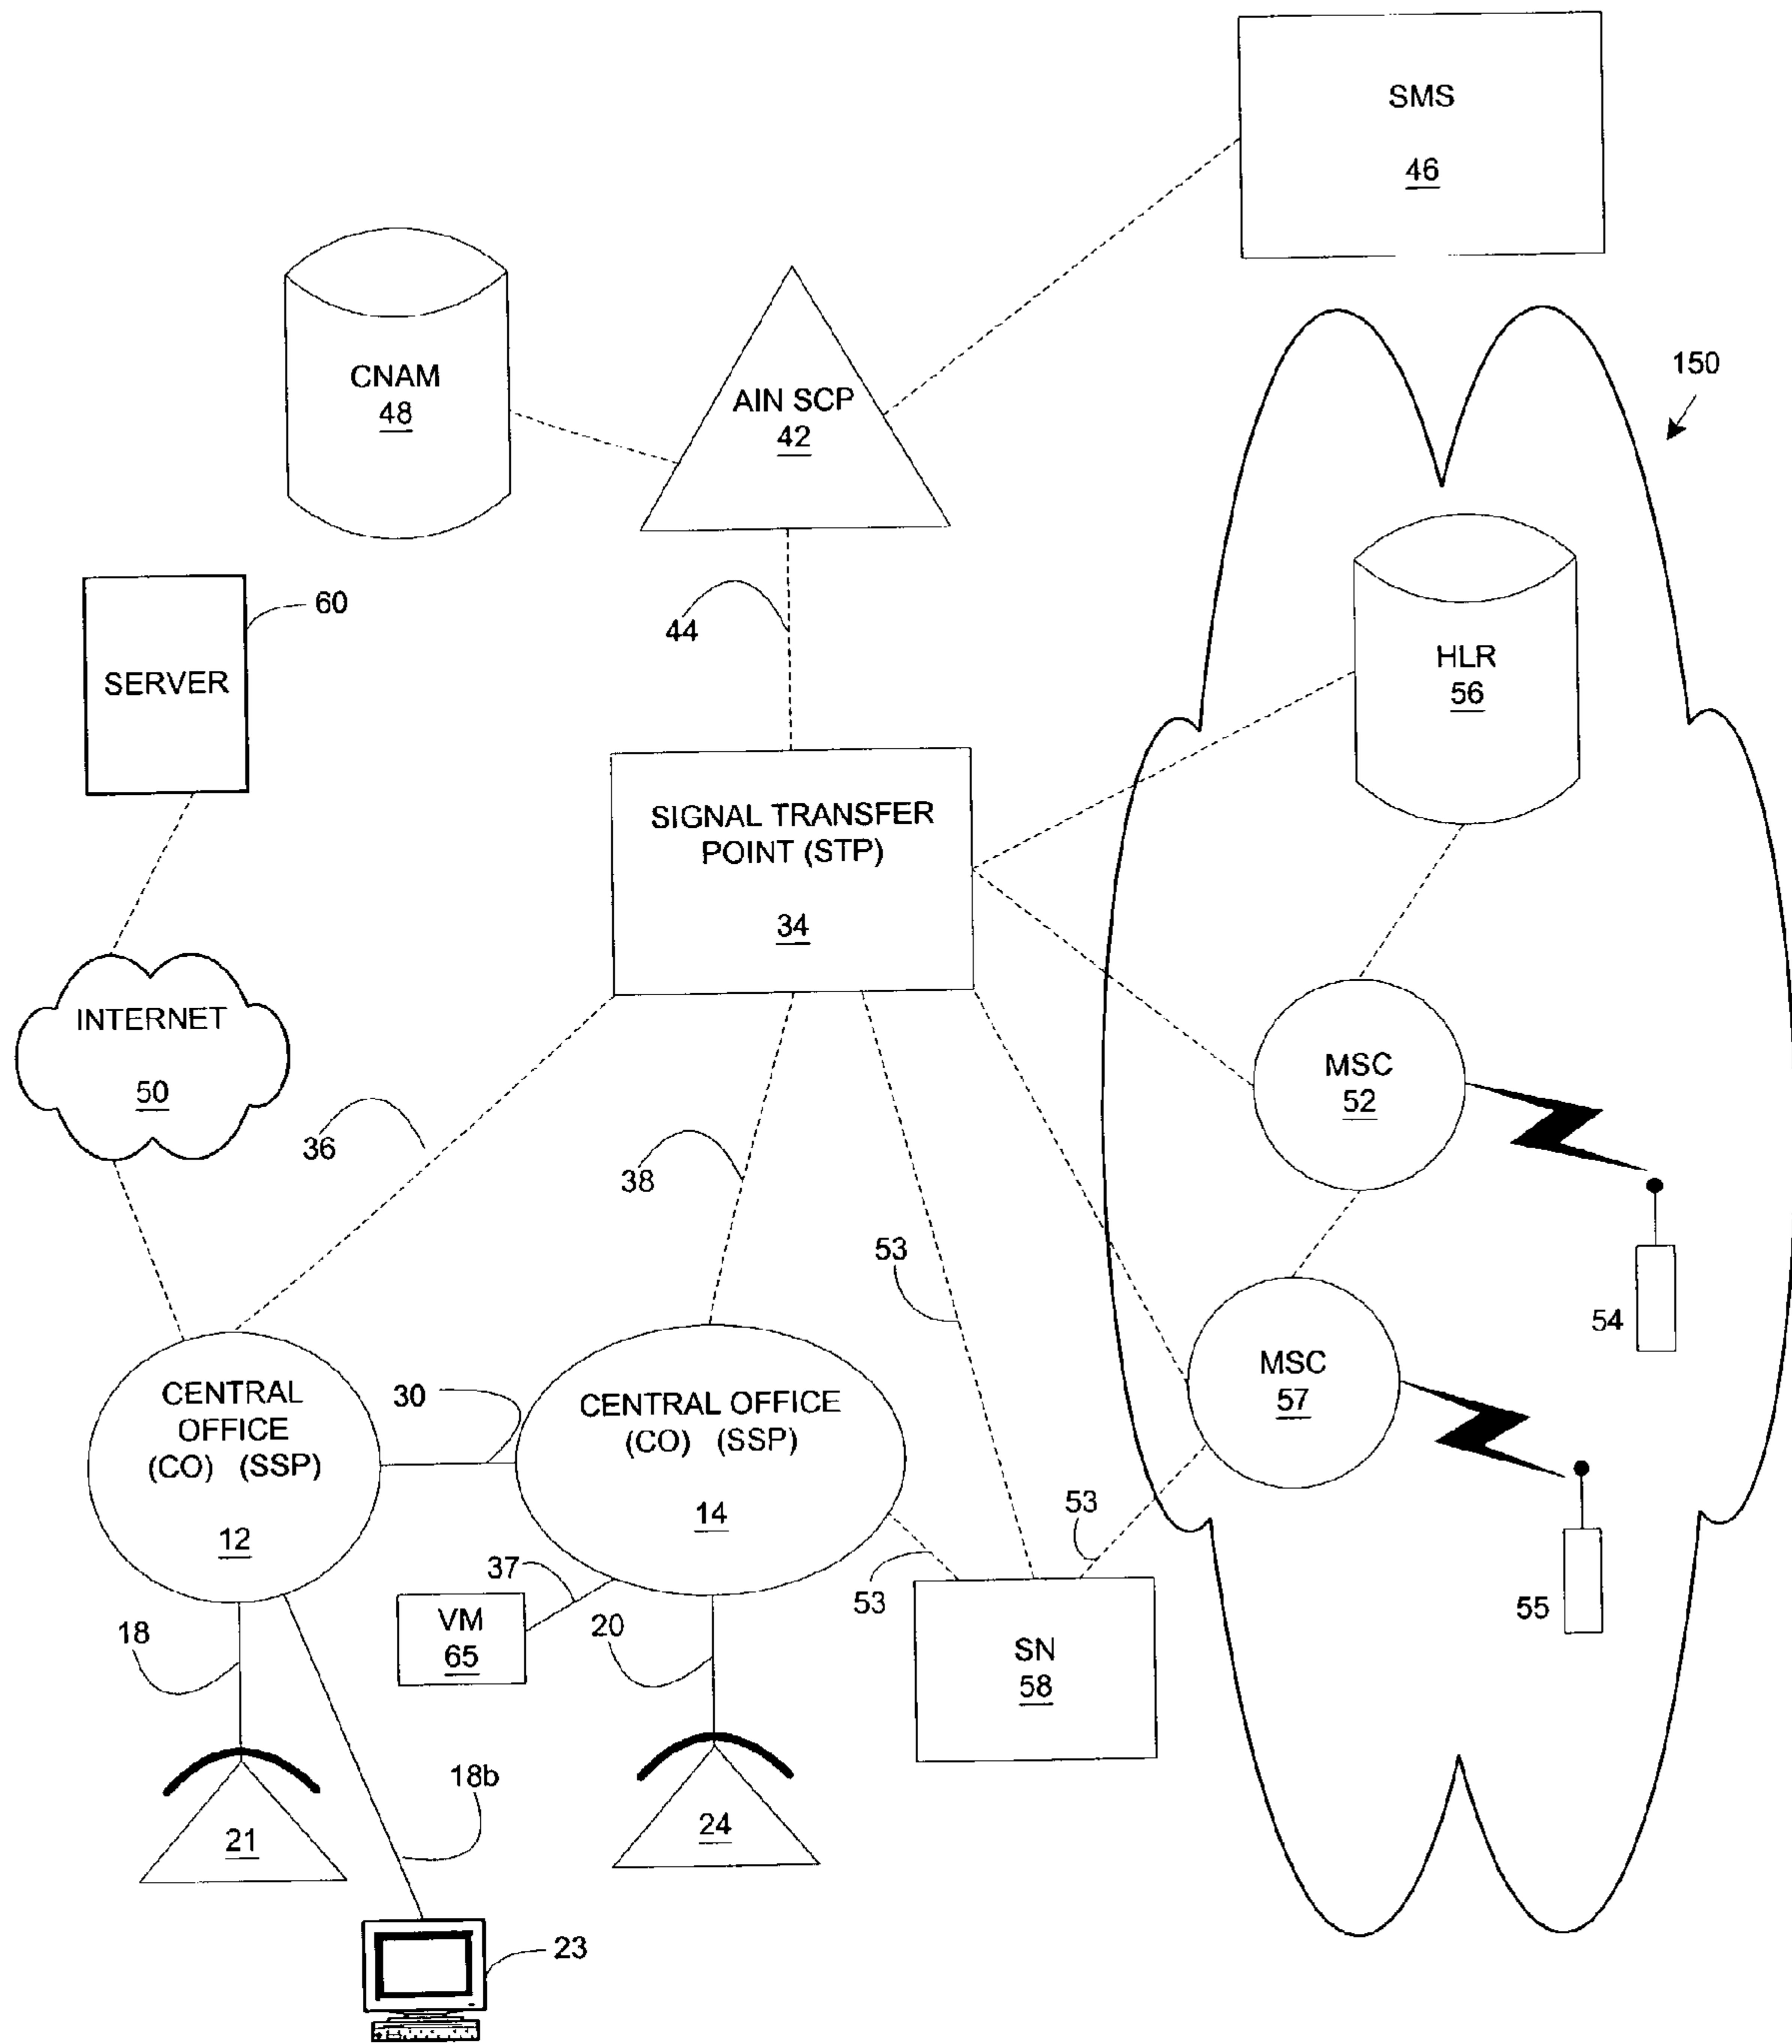 SMS
46
CNAM
48
AIN SCP
42
150
60
SERVER
44
HLR
56
SIGNAL TRANSFER
POINT (STP)
34
INTERNET
50
36
38
53
MSC
52
54
CENTRAL
OFFICE
(CO) (SSP)
12
30
CENTRAL OFFICE
(CO) (SSP)
14
MSC
57
53
53
37
VM
65
18
20
SN
58
55
21
18b
24
23